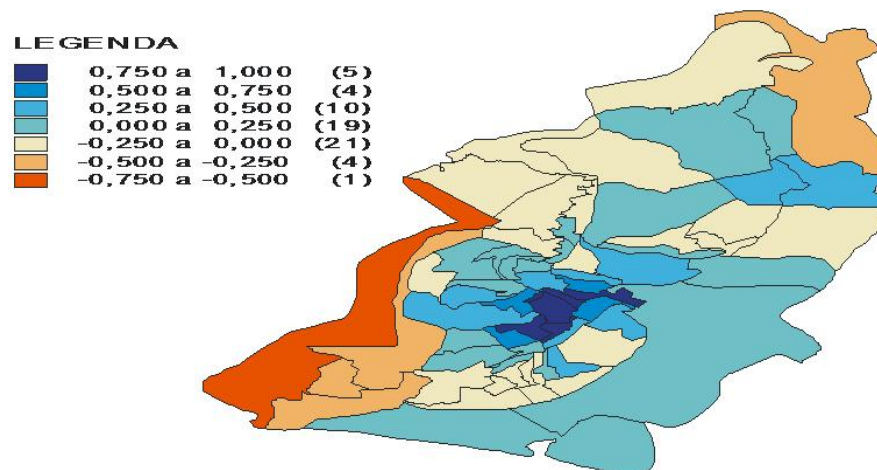 LEGENDA
0,750 a 1,000 (5)
0,500 a 0,750 (4)
0,250 a 0,500 (10)
0,000 a 0,250 (19)
-0,250 a 0,000 (21)
-0,500 a -0,250 (4)
-0,750 a -0,500 (1)